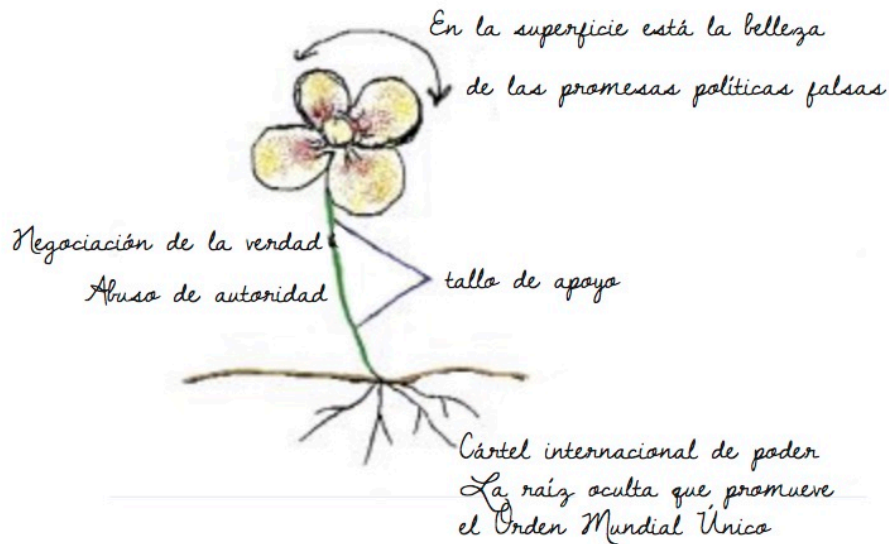 En la superficie está la belleza
de las promesas políticas falsas
Negociación de la verdad
Abuso de autoridad
tallo de apoyo
Cártel internacional de poder
La raíz oculta que promueve
el Orden Mundial Único